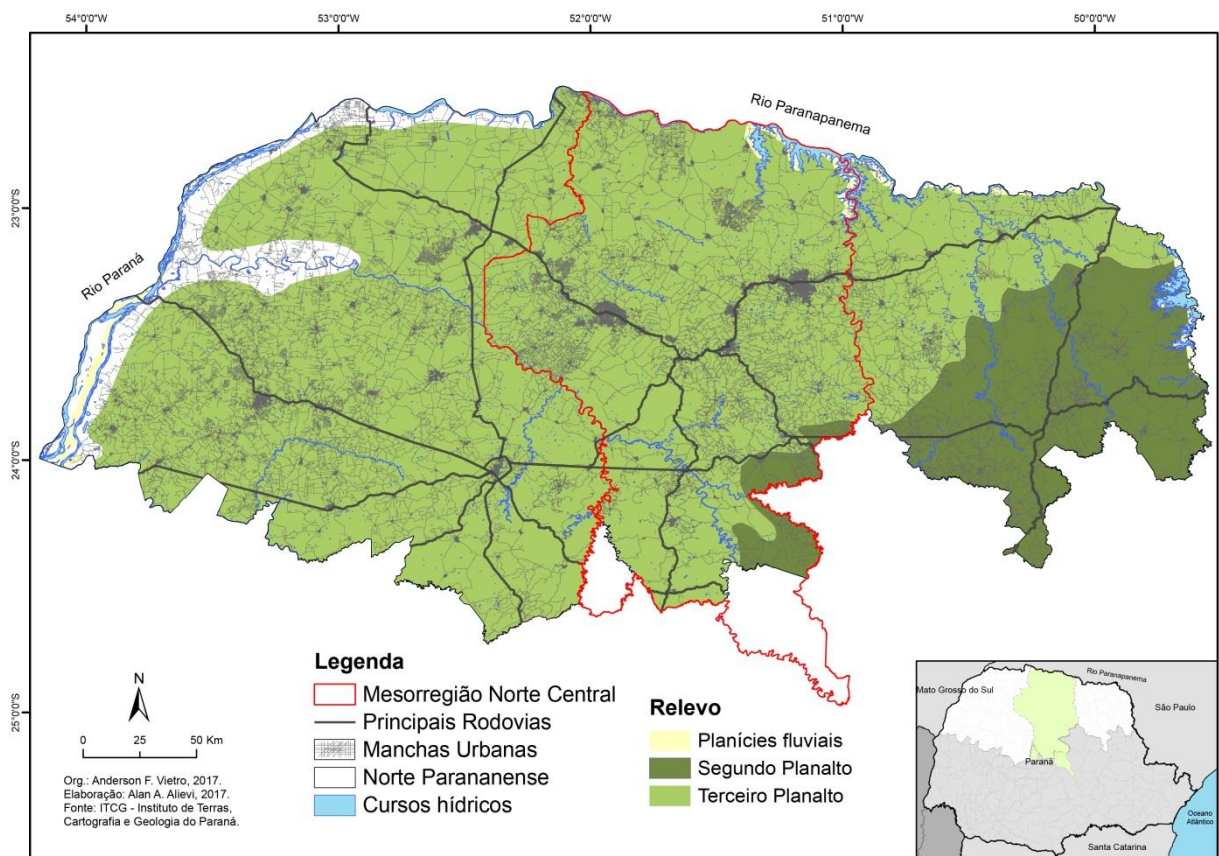 54°0'0"W
53°0'0"W
52°0'0"W
51°0'0"W
50°0'0"W
23°0'0"S
24°0'0"S
25°0'0"S
Rio Paranapanema
Rio Paraná
N
0 25 50 Km
Org.: Anderson F. Vietro, 2017.
Elaboração: Alan A. Alievi, 2017.
Fonte: ITCG - Instituto de Terras,
Cartografia e Geologia do Paraná.
Legenda
Mesorregião Norte Central
Principais Rodovias
Manchas Urbanas
Norte Parananense
Cursos hídricos
Relevo
Planícies fluviais
Segundo Planalto
Terceiro Planalto
Rio Paranapanema
Mato Grosso do Sul
São Paulo
Paraná
Oceano
Atlântico
Santa Catarina